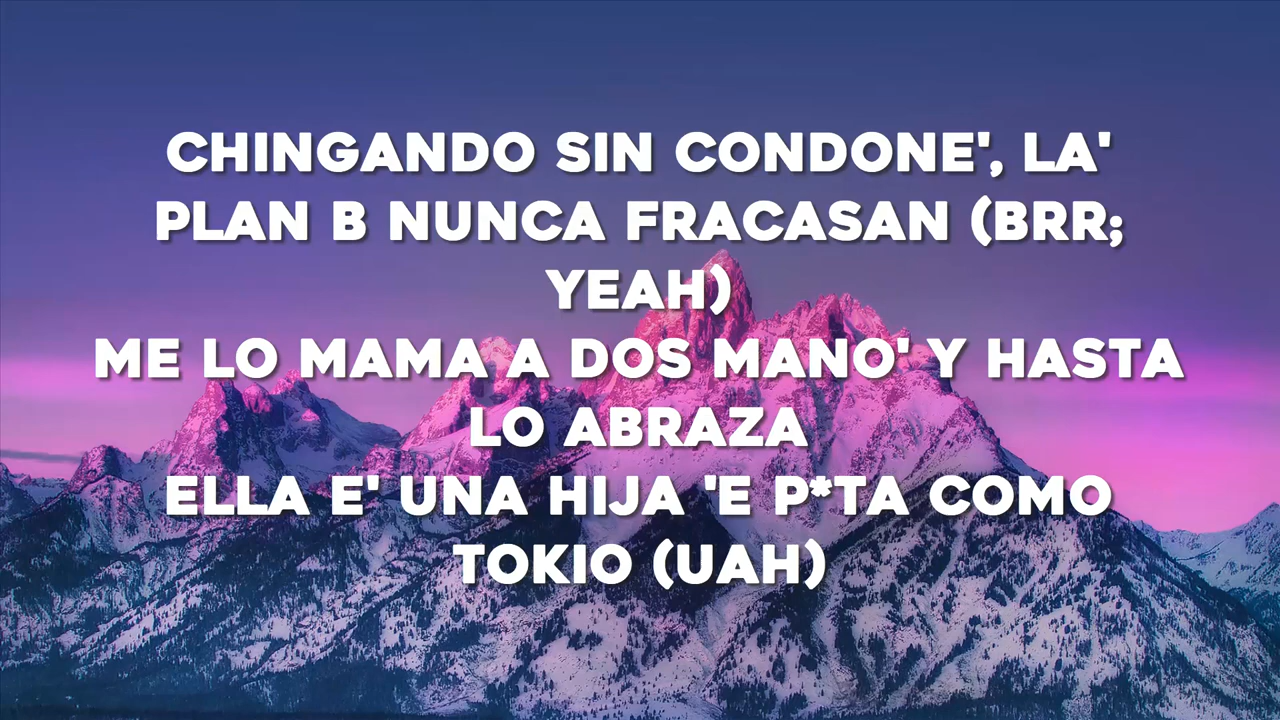 CHINGANDO SIN CONDONE', LA'
PLAN B NUNCA FRACASAN (BRR;
YEAH)
ME LO MAMA A DOS MANO' Y HASTA
LO ABRAZA
ELLA E' UNA HIJA 'E P*TA COMO
TOKIO (UAH)